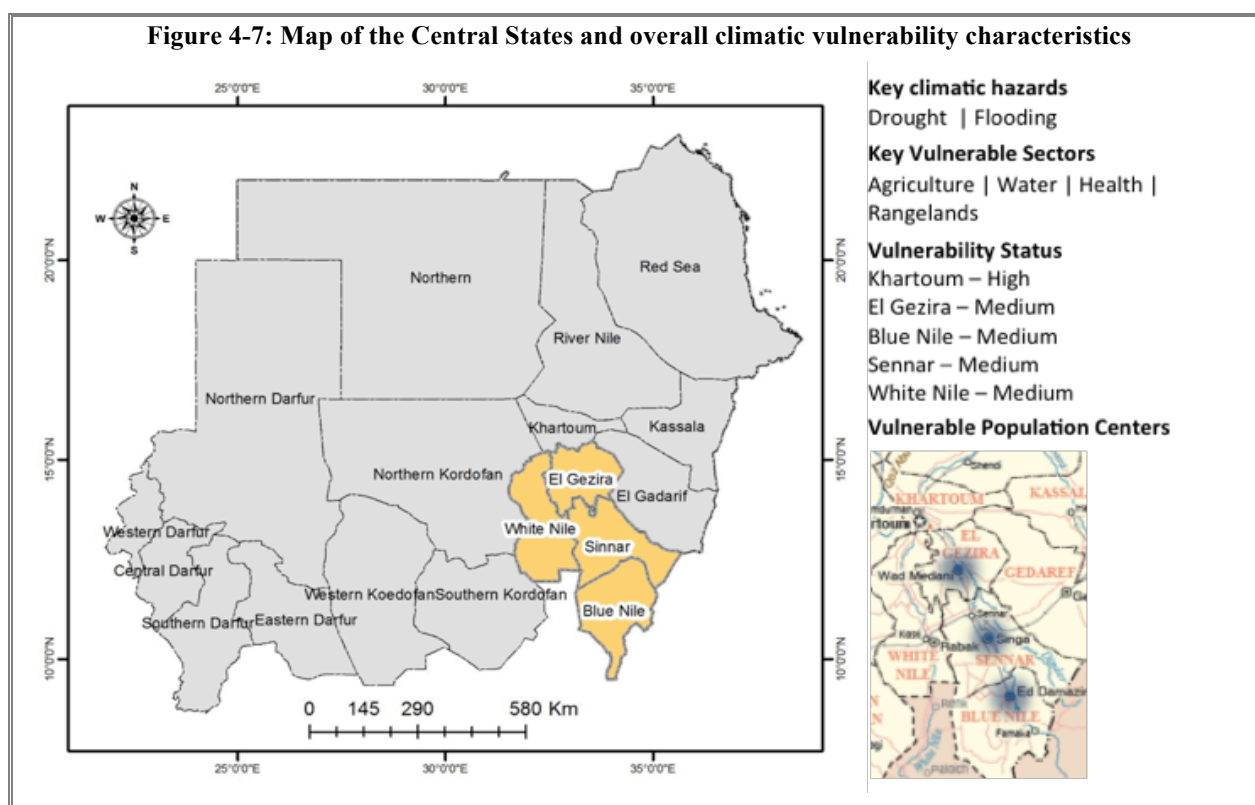 Figure 4-7: Map of the Central States and overall climatic vulnerability characteristics
25°0'0"E 30°0'0"E 35°0'0"E
20°0'0"N
15°0'0"N
10°0'0"N
N
W E
S
Northern
Red Sea
River Nile
Northern Darfur
Khartoum
Kassala
Northern Kordofan
El Gezira
El Gadarif
White Nile
Sinnar
Western Darfur
Central Darfur
Western Koedofan
Southern Kordofan
Blue Nile
Southern Darfur
Eastern Darfur
0 145 290 580 Km
20°0'0"N
15°0'0"N
10°0'0"N
25°0'0"E 30°0'0"E 35°0'0"E
Key climatic hazards
Drought | Flooding
Key Vulnerable Sectors
Agriculture | Water | Health |
Rangelands
Vulnerability Status
Khartoum – High
El Gezira – Medium
Blue Nile – Medium
Sennar – Medium
White Nile – Medium
Vulnerable Population Centers
Shendi
KHARTOUM
KASSAL
EL
GEZIRA
Wad Medani
GEDAREF
Sennar
Rabak
Singa
WHITE
NILE
SENNAR
Ed Damazin
BLUE NILE
Famaka
White Nile